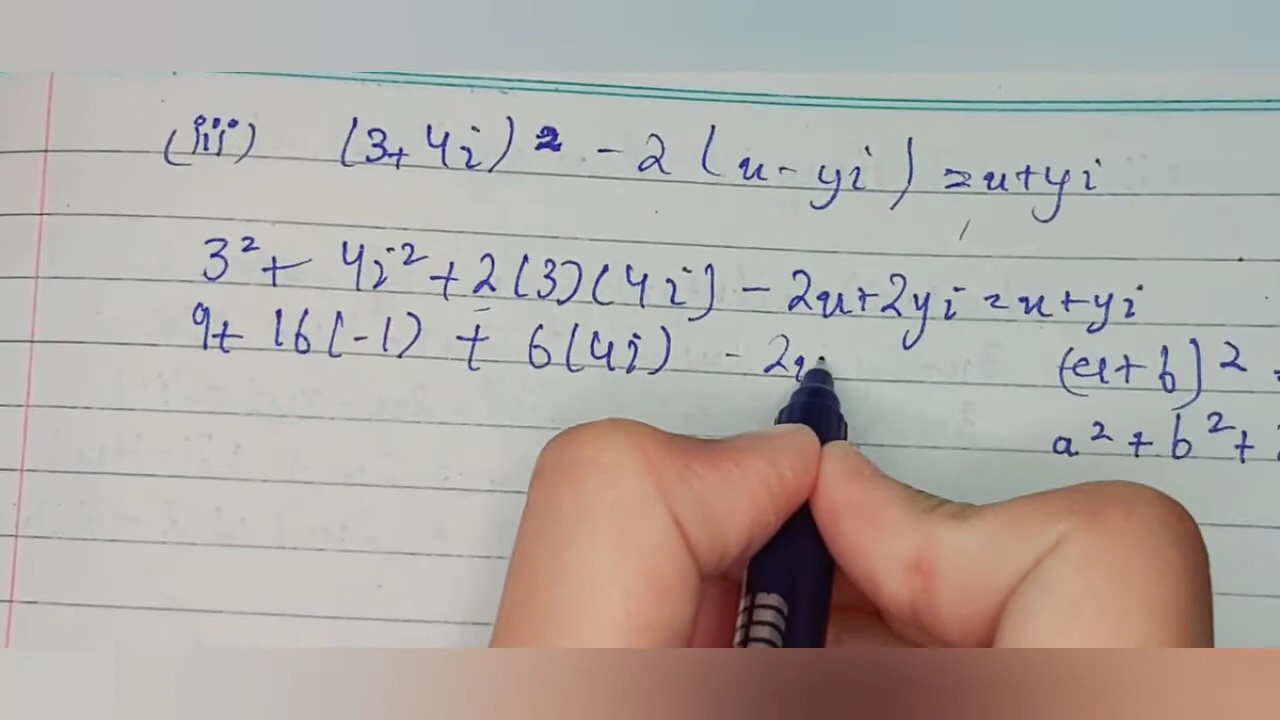 (iii) (3+4i)² - 2(x-yi) = x+yi
3²+ 4i²+2(3)(4i) - 2x+2yi = x+yi
9+ 16(-1) + 6(4i) - 2x
(a+b)²
a²+b²+